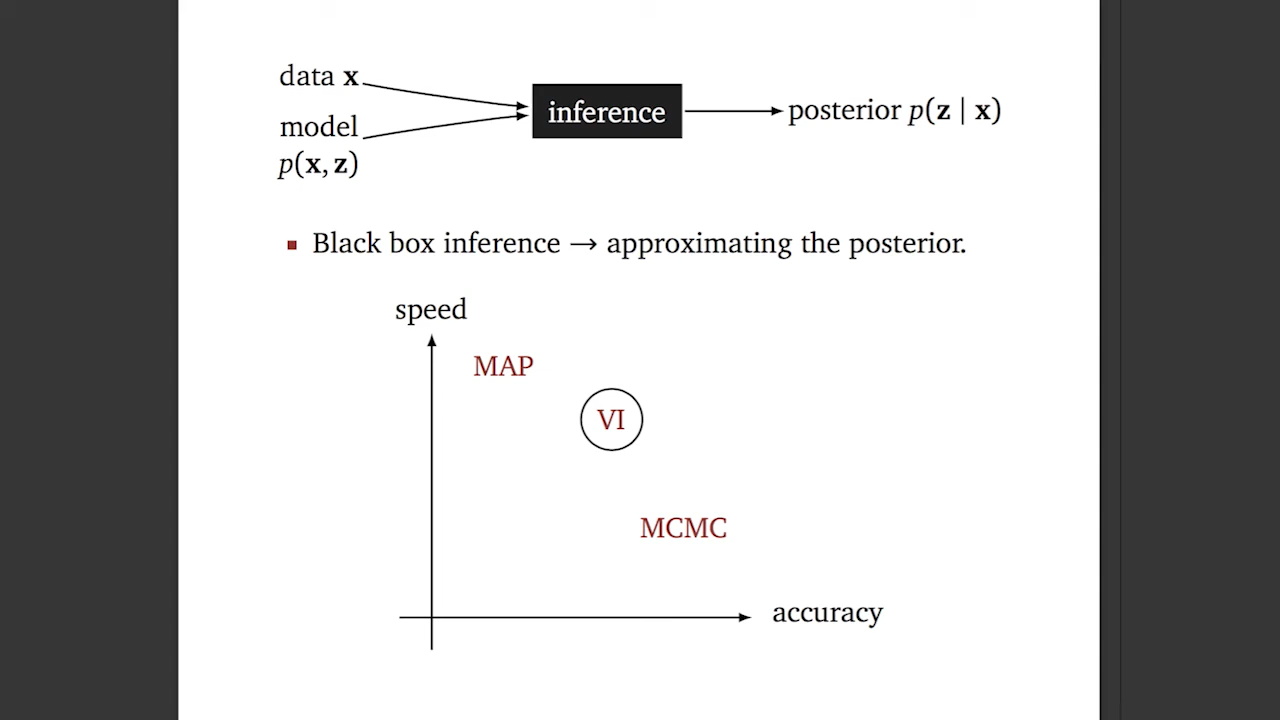 data x
model
p(x, z)
inference
posterior p(z | x)
▪ Black box inference → approximating the posterior.
speed
MAP
VI
MCMC
accuracy